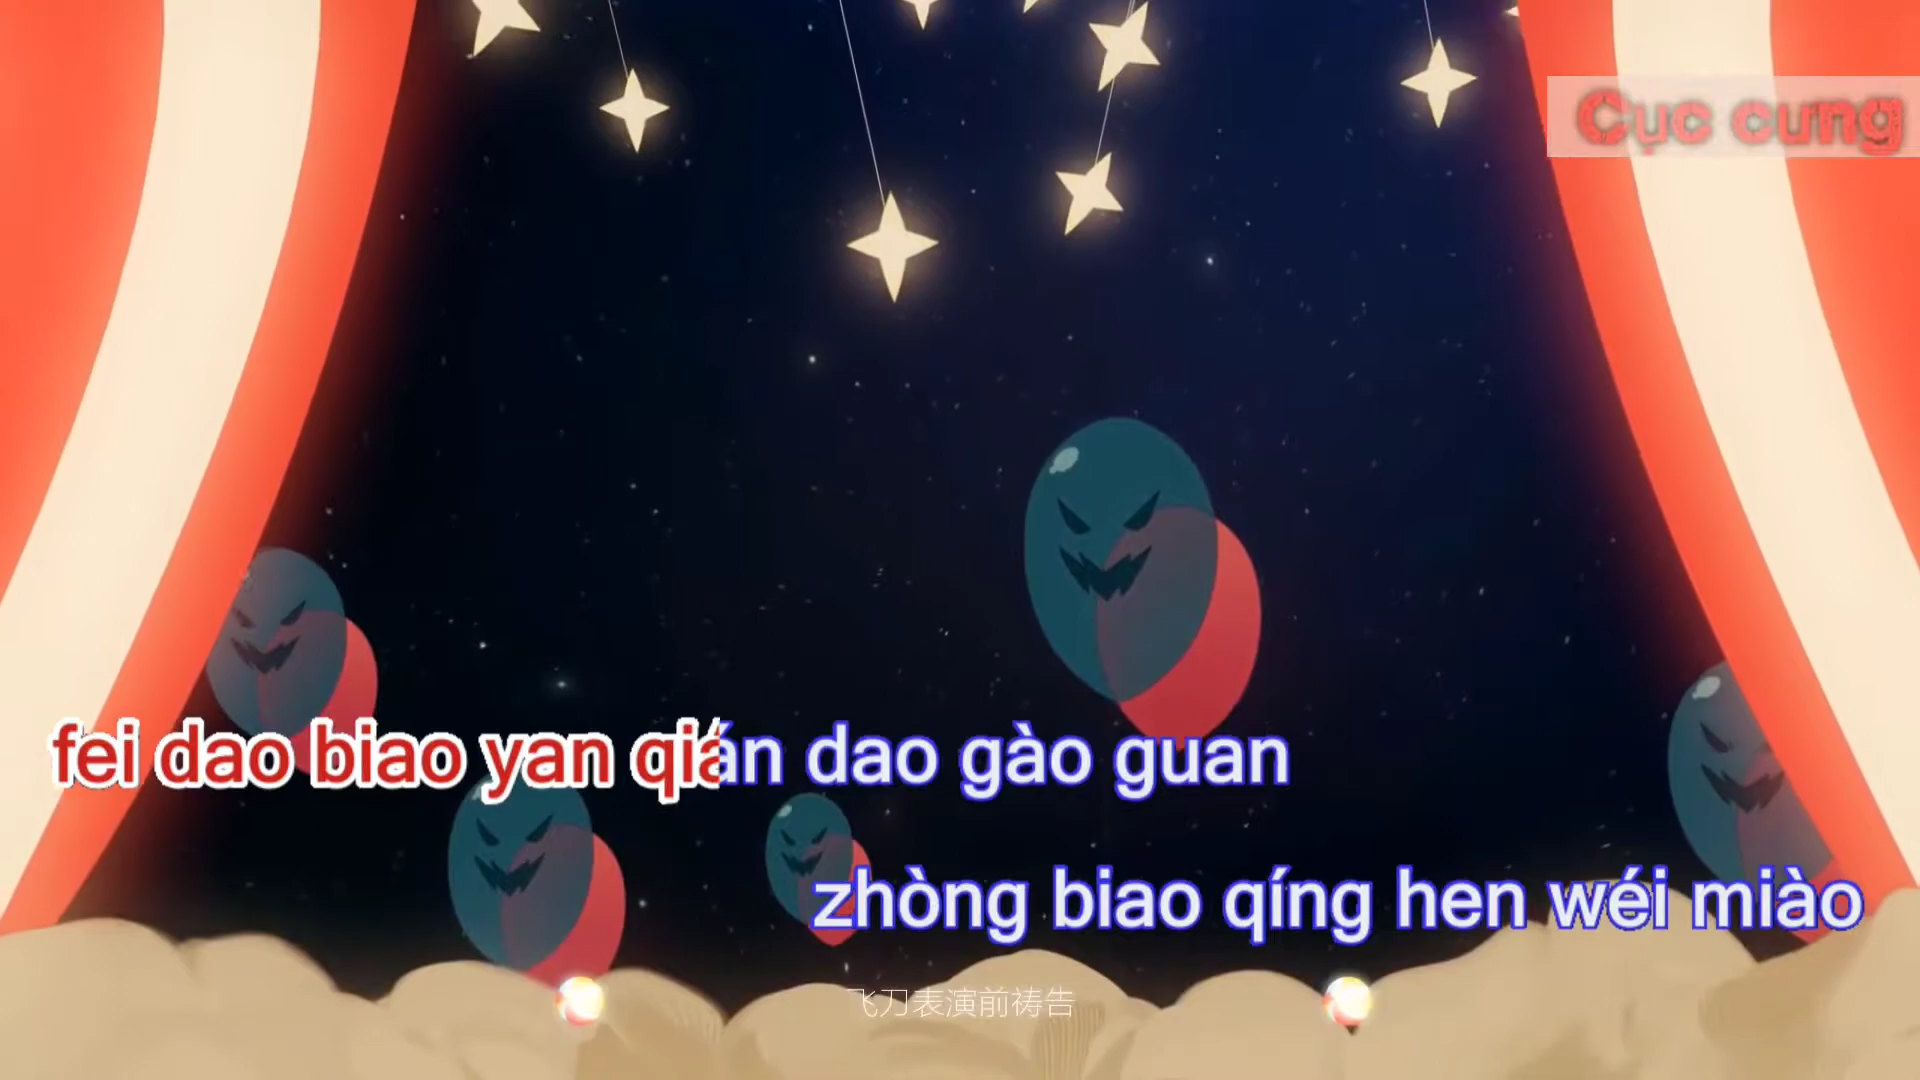 Cục cưng
fei dao biao yan qián dao gào guan
zhòng biao qíng hen wéi miào
飞刀表演前祷告